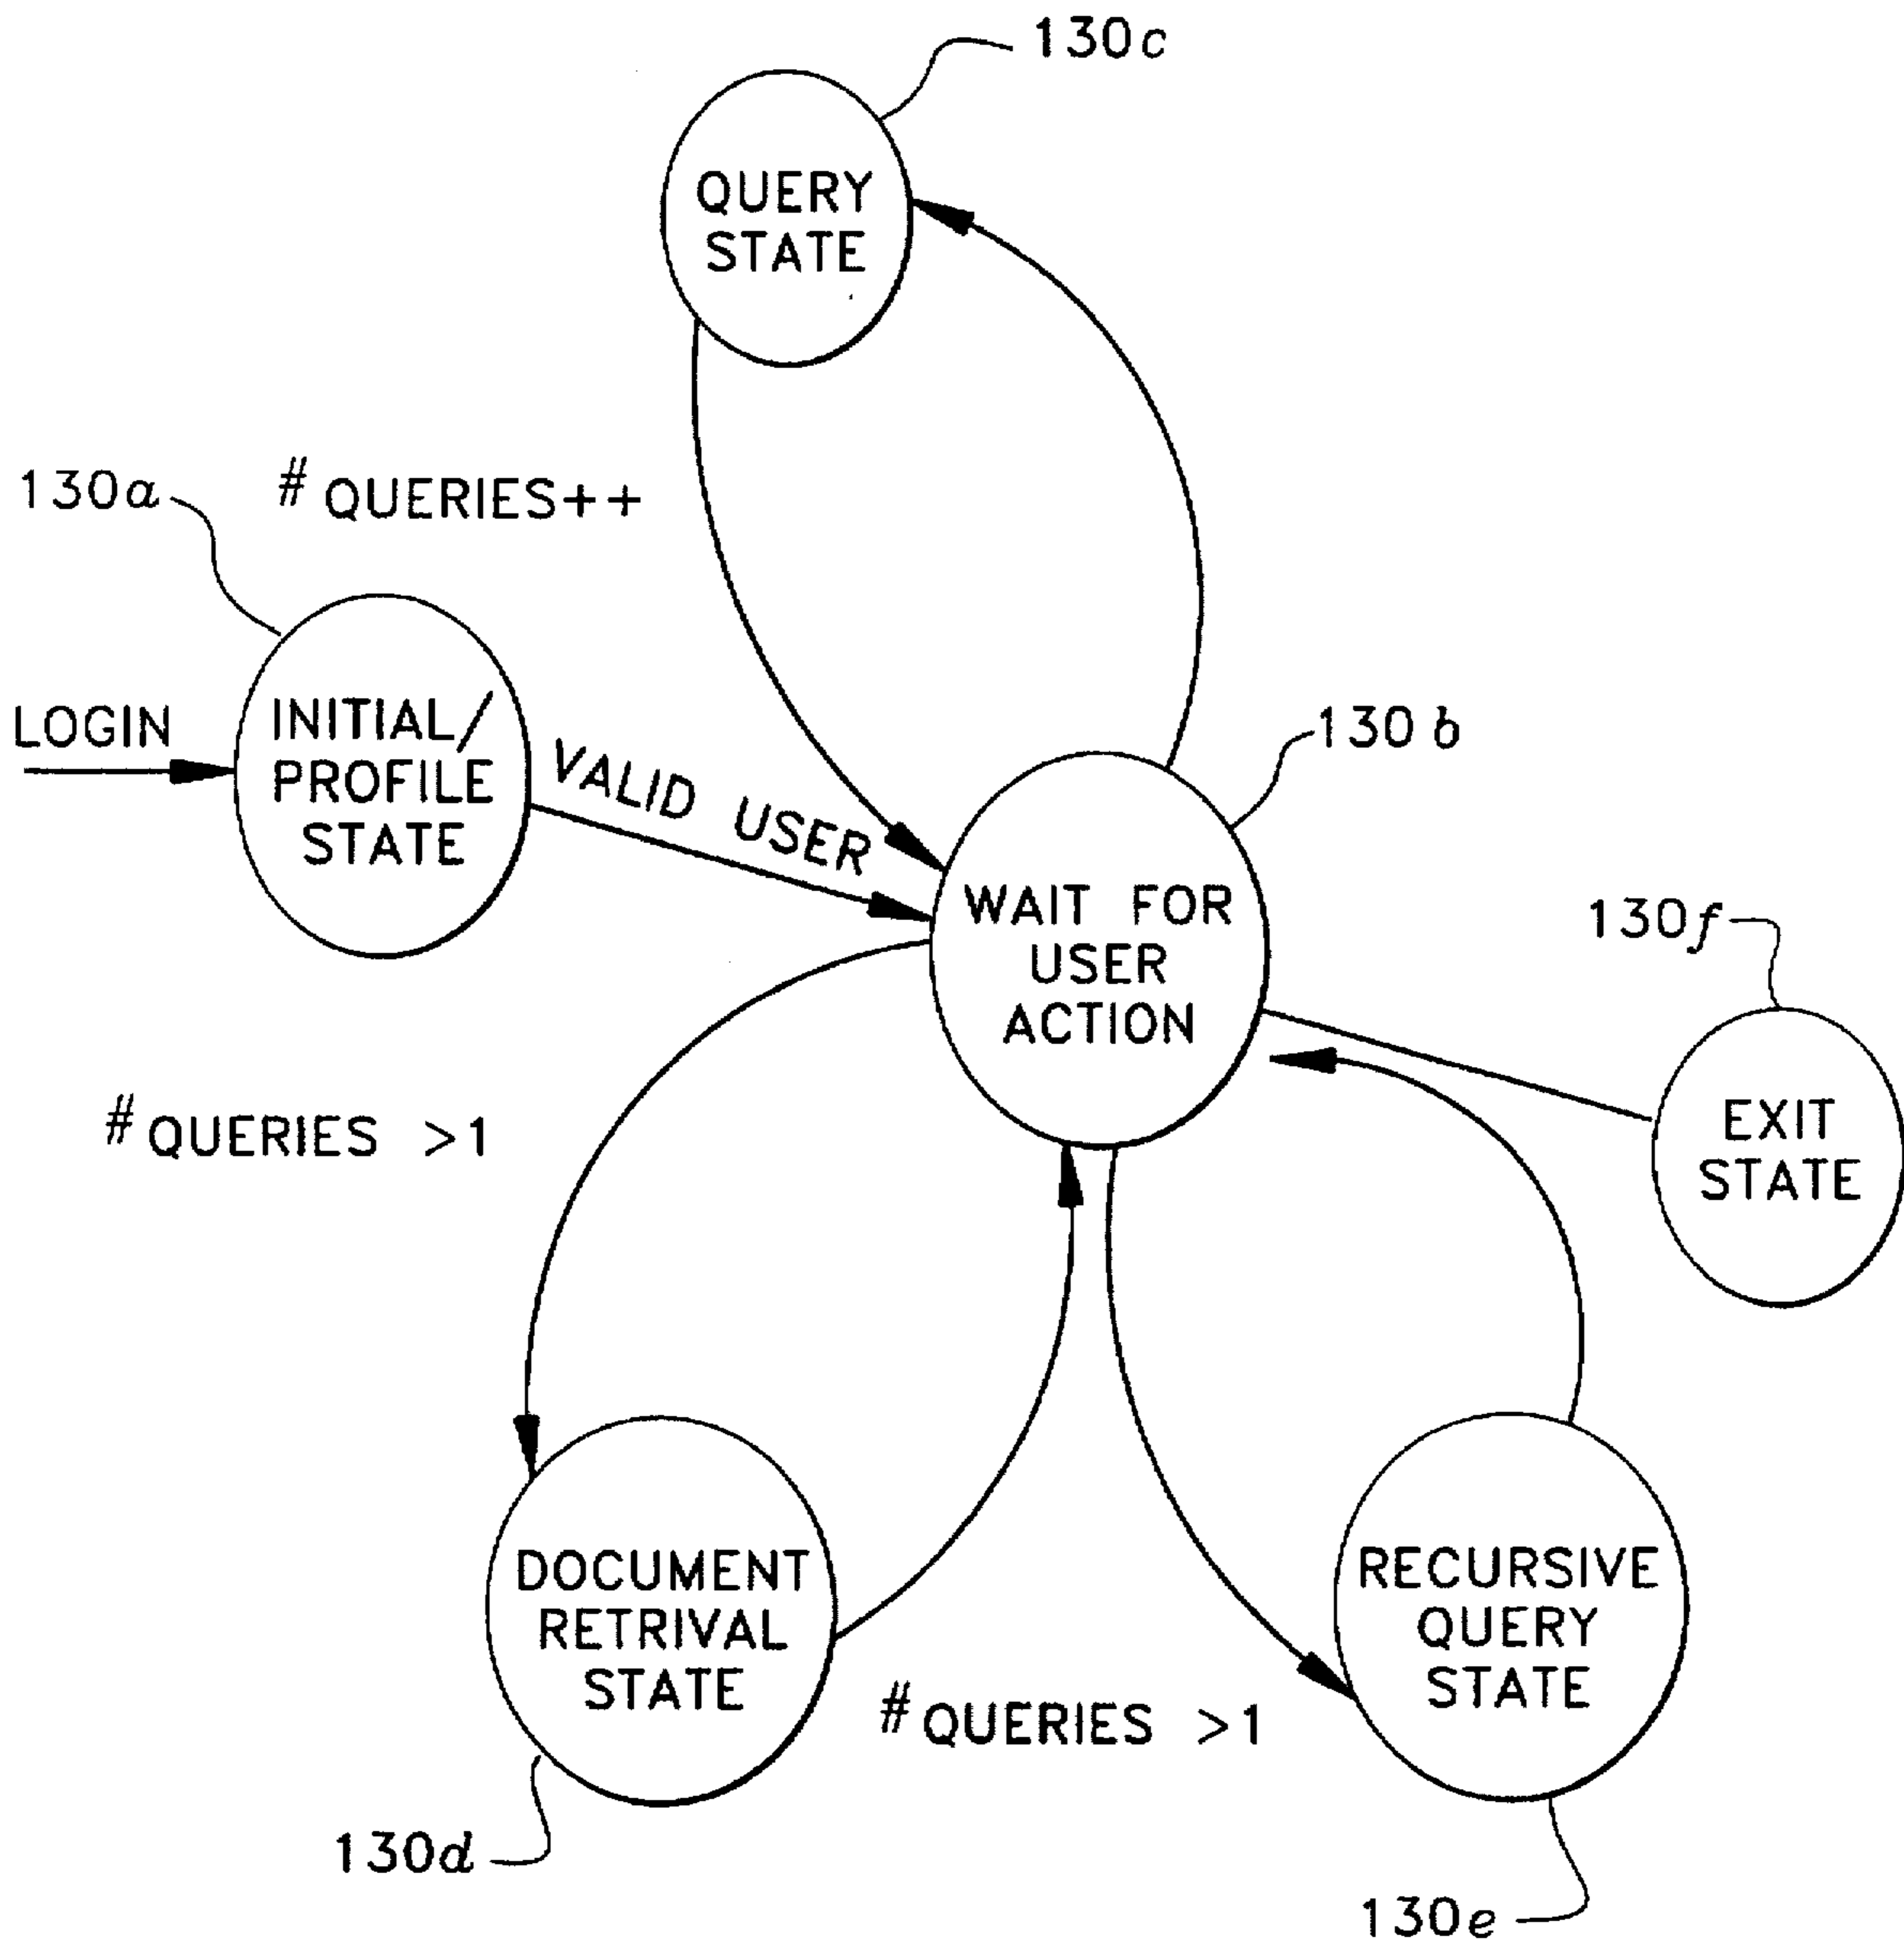 130c
QUERY
STATE
130a
# QUERIES++
LOGIN
INITIAL/
PROFILE
STATE
VALID USER
130b
WAIT FOR
USER
ACTION
130f
EXIT
STATE
# QUERIES >1
DOCUMENT
RETRIVAL
STATE
# QUERIES >1
RECURSIVE
QUERY
STATE
130d
130e